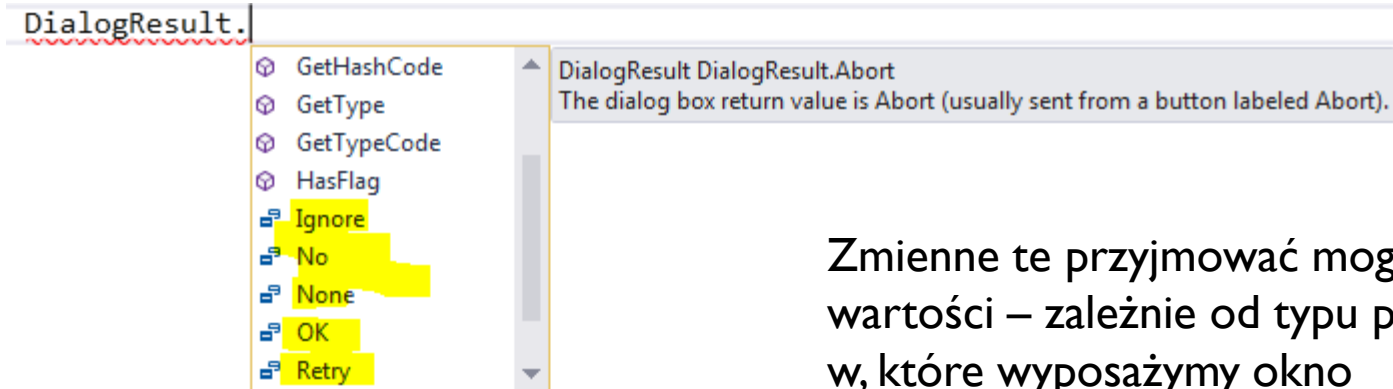 DialogResult.
GetHashCode
GetType
GetTypeCode
HasFlag
Ignore
No
None
OK
Retry
DialogResult DialogResult.Abort
The dialog box return value is Abort (usually sent from a button labeled Abort).
Zmienne te przyjmować mog
wartości – zależnie od typu p
w, które wyposażymy okno